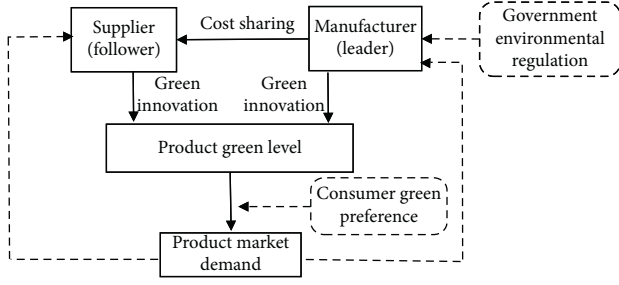 Supplier
(follower)
Cost sharing
Manufacturer
(leader)
Government
environmental
regulation
Green
innovation
Green
innovation
Product green level
Consumer green
preference
Product market
demand